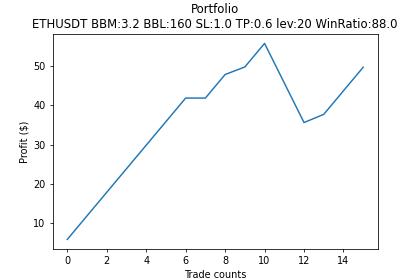 Portfolio
ETHUSDT BBM:3.2 BBL:160 SL:1.0 TP:0.6 lev:20 WinRatio:88.0
50
40
30
20
10
Profit ($)
0 2 4 6 8 10 12 14
Trade counts